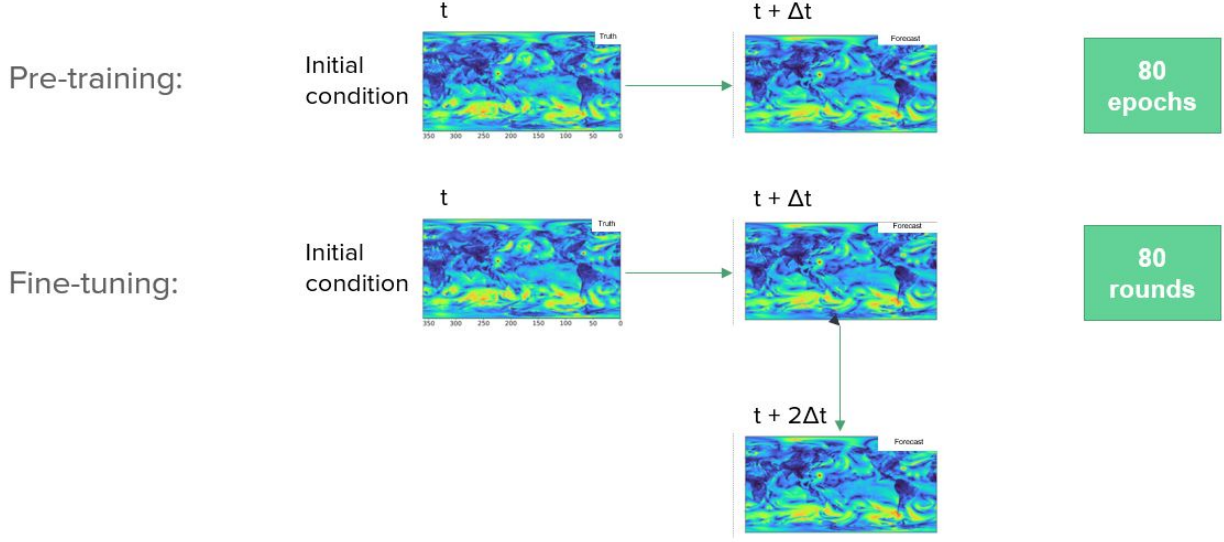 t
t + Δt
Truth
Forecast
Pre-training:
Initial
condition
80
epochs
350 300 250 200 150 100 50 0
t
t + Δt
Truth
Forecast
Fine-tuning:
Initial
condition
80
rounds
350 300 250 200 150 100 50 0
t + 2Δt
Forecast